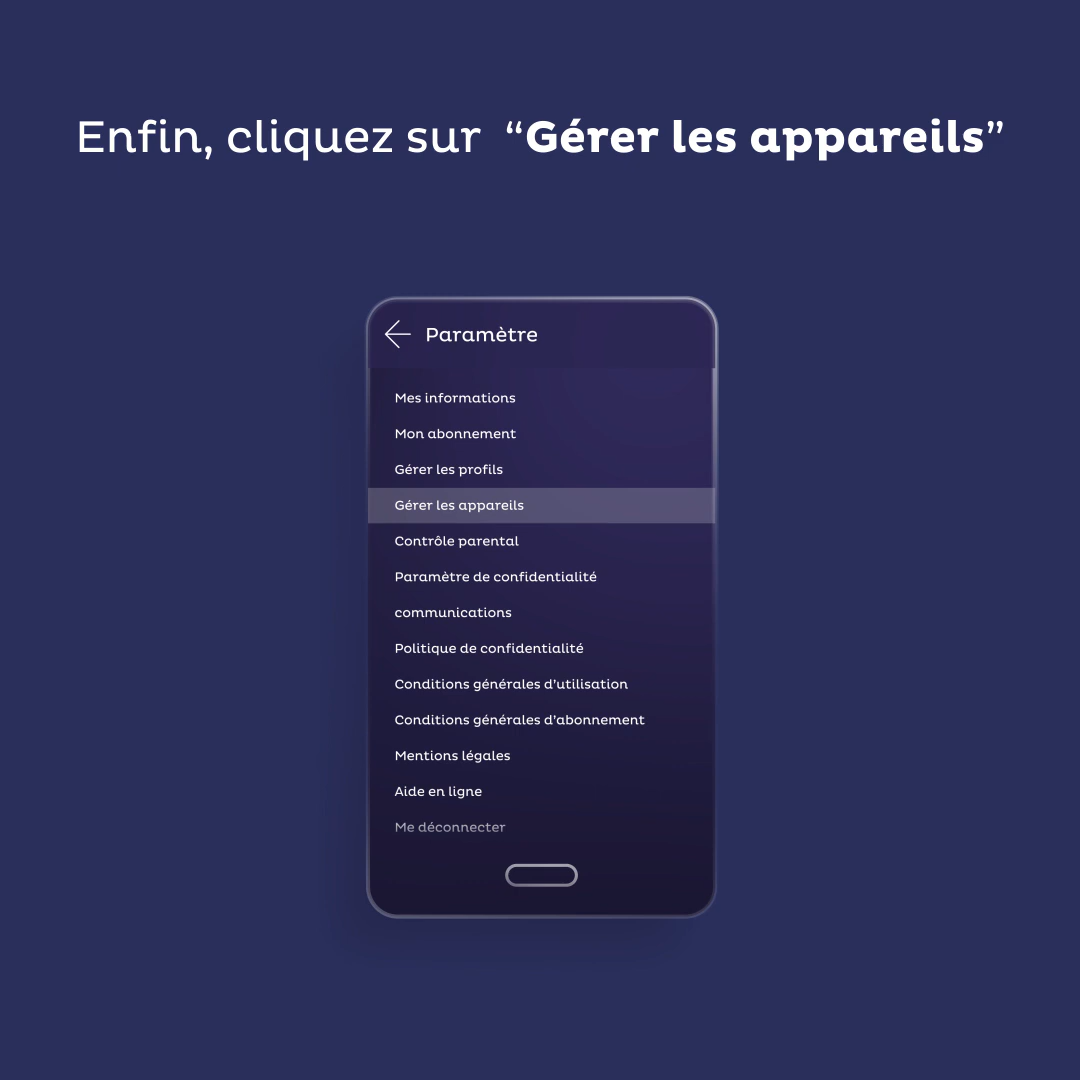 Enfin, cliquez sur “Gérer les appareils”
Paramètre
Mes informations
Mon abonnement
Gérer les profils
Gérer les appareils
Contrôle parental
Paramètre de confidentialité
communications
Politique de confidentialité
Conditions générales d'utilisation
Conditions générales d'abonnement
Mentions légales
Aide en ligne
Me déconnecter